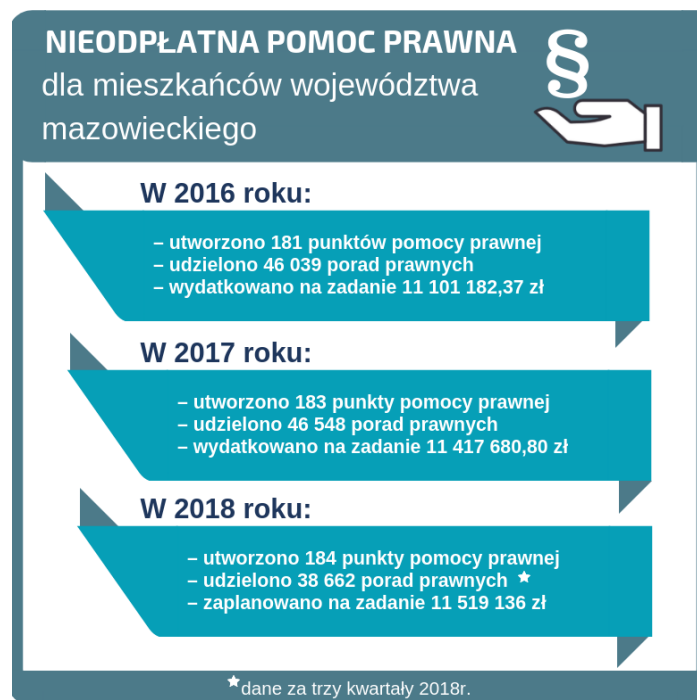 NIEODPŁATNA POMOC PRAWNA
§
dla mieszkańców województwa
mazowieckiego
W 2016 roku:
– utworzono 181 punktów pomocy prawnej
– udzielono 46 039 porad prawnych
– wydatkowano na zadanie 11 101 182,37 zł
W 2017 roku:
– utworzono 183 punkty pomocy prawnej
– udzielono 46 548 porad prawnych
– wydatkowano na zadanie 11 417 680,80 zł
W 2018 roku:
– utworzono 184 punkty pomocy prawnej
– udzielono 38 662 porad prawnych ★
– zaplanowano na zadanie 11 519 136 zł
★dane za trzy kwartały 2018r.